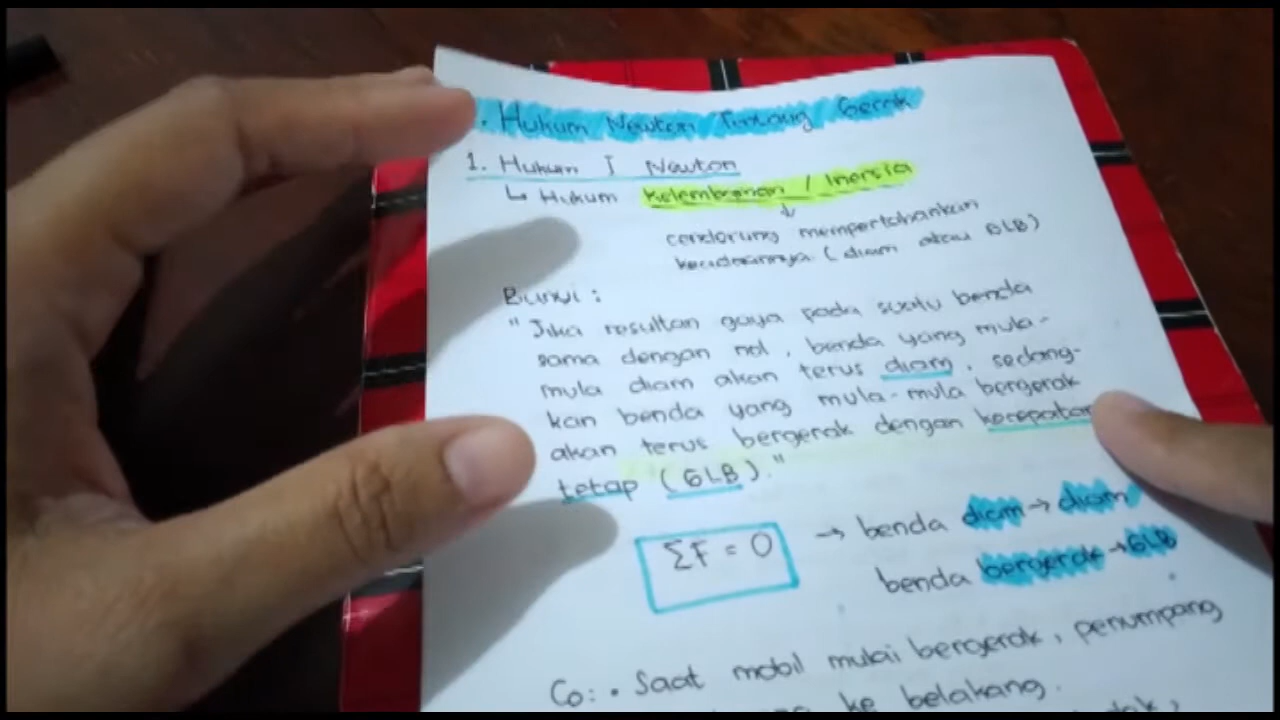 . Hukum Newton Tentang Gerak
1. Hukum I Newton
↳ Hukum Kelembaman / Inersia
↓
cenderung mempertahankan
keadaannya (diam atau GLB)
Bunyi :
"Jika resultan gaya pada suatu benda
sama dengan nol, benda yang mula-
mula diam akan terus diam, sedang-
kan benda yang mula-mula bergerak
akan terus bergerak dengan kecepatan
tetap (GLB)."
ΣF = 0 → benda diam → diam
benda bergerak → GLB
Co: • Saat mobil mulai bergerak, penumpang
ke belakang.